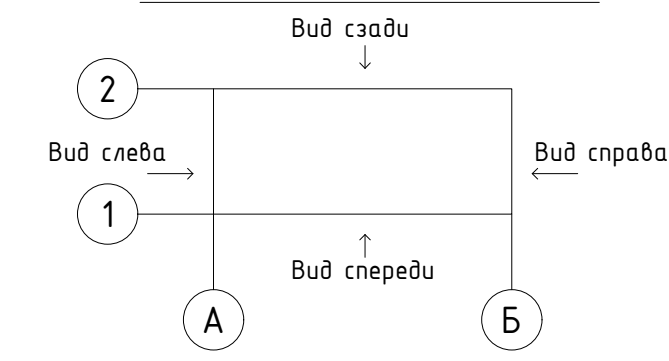 Вид сзади
2
Вид слева
Вид справа
1
Вид спереди
А
Б